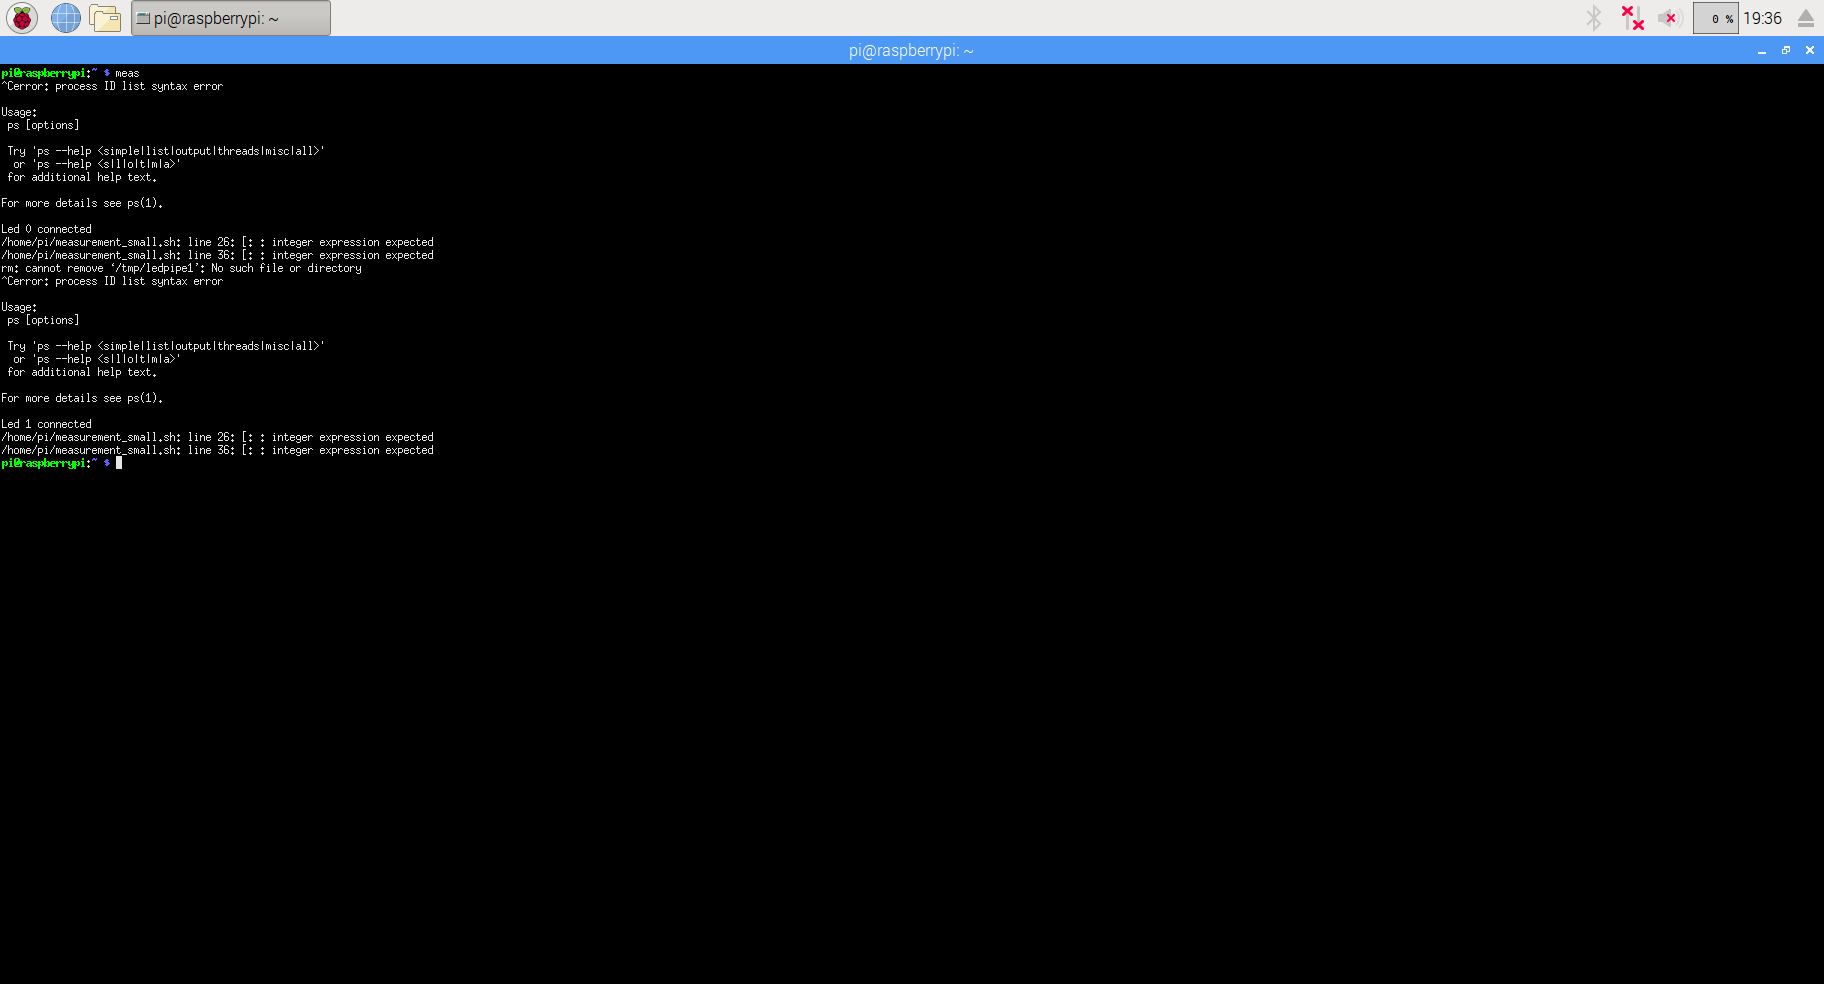 pi@raspberrypi: ~
0 %
19:36
pi@raspberrypi: ~
pi@raspberrypi:~ $ meas
^Cerror: process ID list syntax error
Usage:
ps [options]
Try 'ps --help <simple|list|output|threads|misc|all>'
or 'ps --help <s|l|o|t|m|a>'
for additional help text.
For more details see ps(1).
Led 0 connected
/home/pi/measurement_small.sh: line 26: [: : integer expression expected
/home/pi/measurement_small.sh: line 36: [: : integer expression expected
rm: cannot remove ‘/tmp/ledpipe1’: No such file or directory
^Cerror: process ID list syntax error
Usage:
ps [options]
Try 'ps --help <simple|list|output|threads|misc|all>'
or 'ps --help <s|l|o|t|m|a>'
for additional help text.
For more details see ps(1).
Led 1 connected
/home/pi/measurement_small.sh: line 26: [: : integer expression expected
/home/pi/measurement_small.sh: line 36: [: : integer expression expected
pi@raspberrypi:~ $